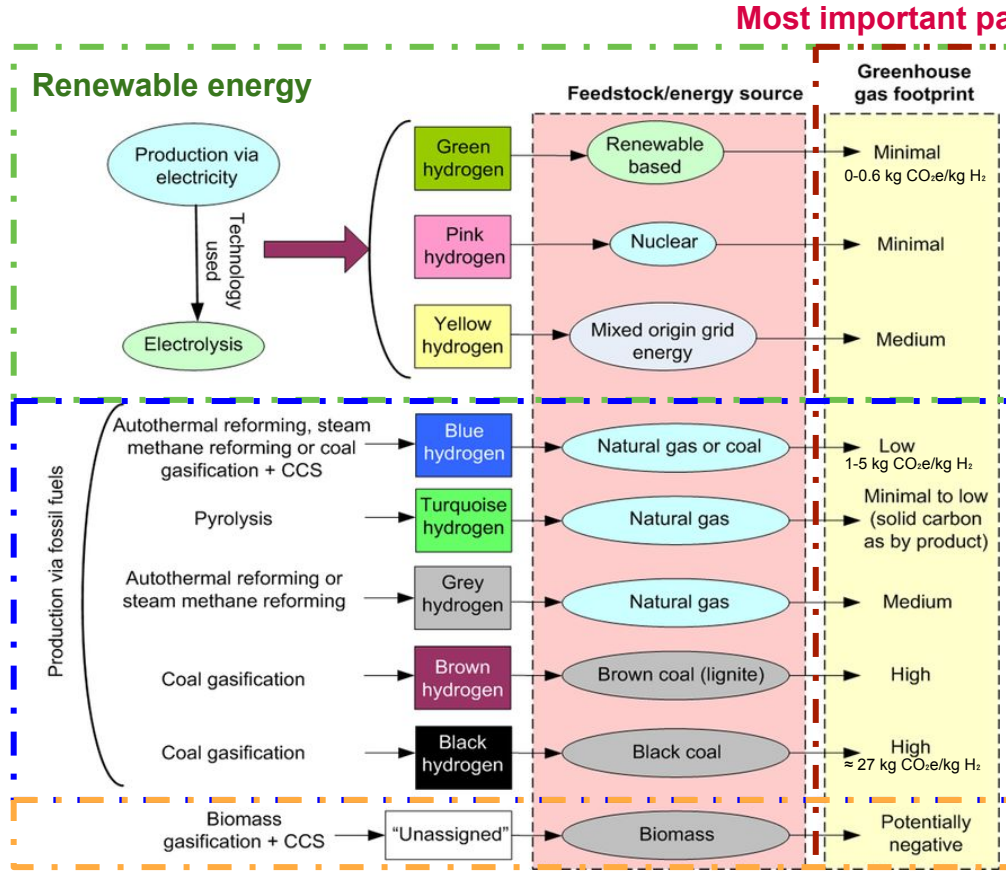 Most important pa
Renewable energy
Feedstock/energy source
Greenhouse
gas footprint
Production via
electricity
Technology
used
Electrolysis
Green
hydrogen
Renewable
based
Minimal
0-0.6 kg CO₂e/kg H₂
Pink
hydrogen
Nuclear
Minimal
Yellow
hydrogen
Mixed origin grid
energy
Medium
Production via fossil fuels
Autothermal reforming, steam
methane reforming or coal
gasification + CCS
Blue
hydrogen
Natural gas or coal
Low
1-5 kg CO₂e/kg H₂
Pyrolysis
Turquoise
hydrogen
Natural gas
Minimal to low
(solid carbon
as by product)
Autothermal reforming or
steam methane reforming
Grey
hydrogen
Natural gas
Medium
Coal gasification
Brown
hydrogen
Brown coal (lignite)
High
Coal gasification
Black
hydrogen
Black coal
High
≈ 27 kg CO₂e/kg H₂
Biomass
gasification + CCS
"Unassigned"
Biomass
Potentially
negative